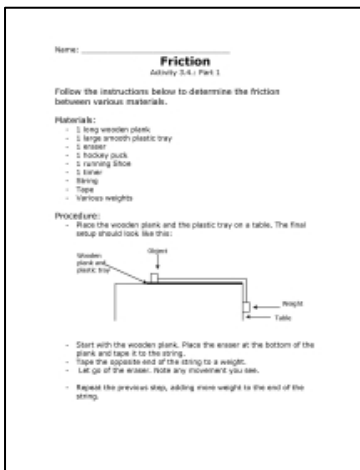 Name: ________________________
Friction
Activity 3.4.: Part 1
Follow the instructions below to determine the friction
between various materials.
Materials:
- 1 long wooden plank
- 1 large smooth plastic tray
- 1 eraser
- 1 hockey puck
- 1 running Shoe
- 1 timer
- String
- Tape
- Various weights
Procedure:
- Place the wooden plank and the plastic tray on a table. The final
setup should look like this:
Object
Wooden
plank and
plastic tray
Weight
Table
- Start with the wooden plank. Place the eraser at the bottom of the
plank and tape it to the string.
- Tape the opposite end of the string to a weight.
- Let go of the eraser. Note any movement you see.
- Repeat the previous step, adding more weight to the end of the
string.